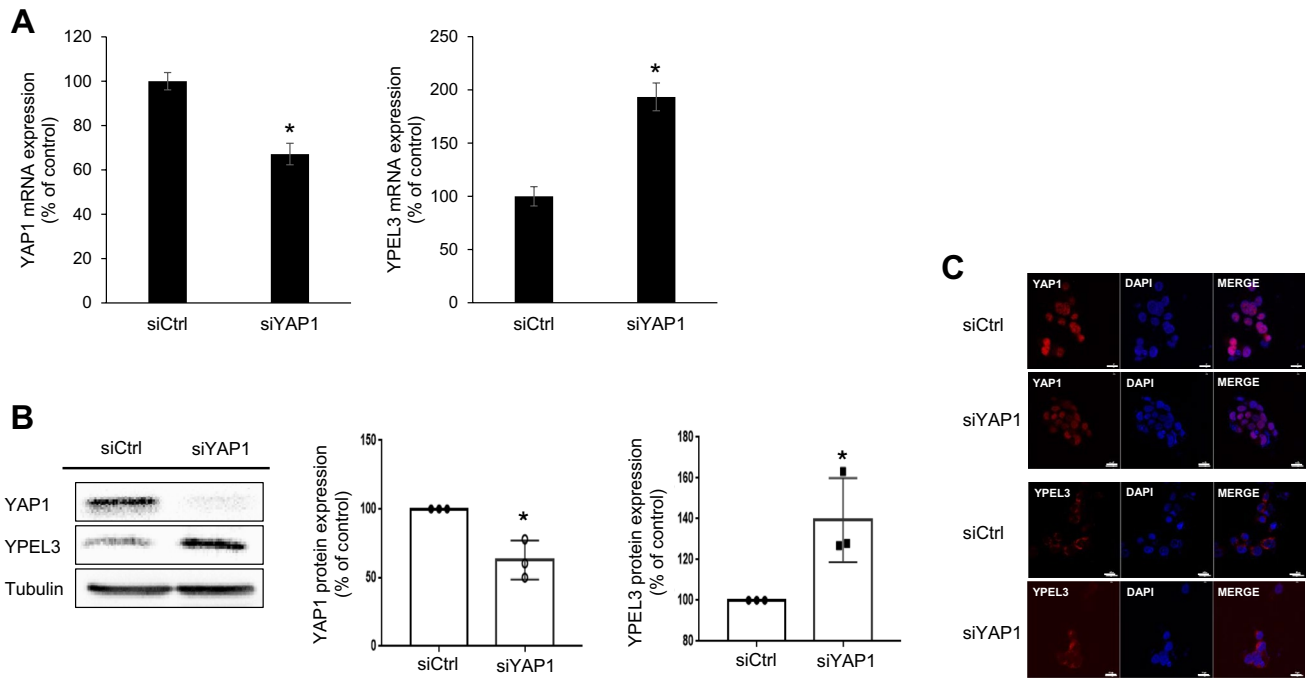 A
YAP1 mRNA expression
(% of control)
120
100
80
60
40
20
0
*
siCtrl
siYAP1
YPEL3 mRNA expression
(% of control)
250
200
150
100
50
0
*
siCtrl
siYAP1
B
siCtrl
siYAP1
YAP1
YPEL3
Tubulin
YAP1 protein expression
(% of control)
150
100
50
0
*
siCtrl
siYAP1
YPEL3 protein expression
(% of control)
180
160
140
120
100
80
*
siCtrl
siYAP1
C
siCtrl
YAP1
DAPI
MERGE
siYAP1
YAP1
DAPI
MERGE
siCtrl
YPEL3
DAPI
MERGE
siYAP1
YPEL3
DAPI
MERGE